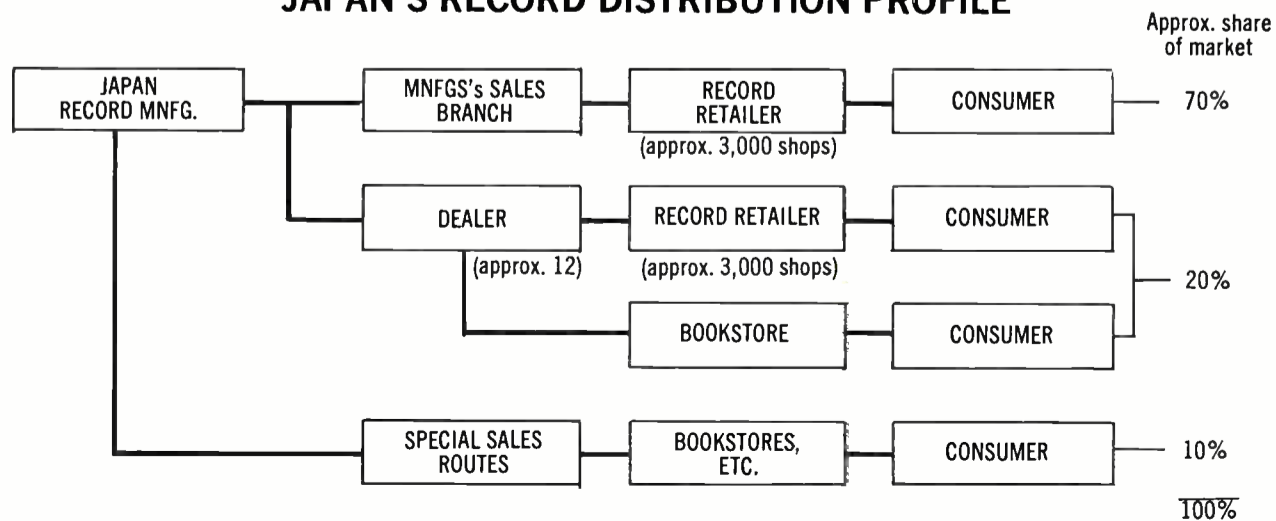 JAPAN'S RECORD DISTRIBUTION PROFILE
Approx. share
of market
JAPAN
RECORD MNFG.
MNFGS's SALES
BRANCH
RECORD
RETAILER
(approx. 3,000 shops)
CONSUMER
70%
DEALER
(approx. 12)
RECORD RETAILER
(approx. 3,000 shops)
CONSUMER
20%
BOOKSTORE
CONSUMER
SPECIAL SALES
ROUTES
BOOKSTORES,
ETC.
CONSUMER
10%
100%